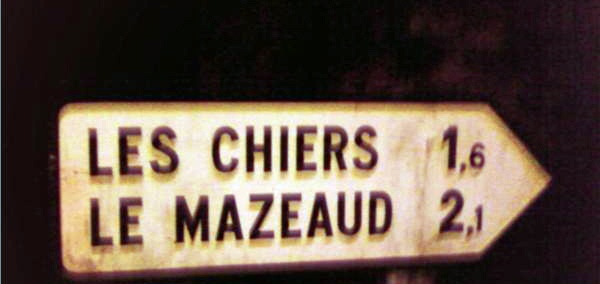 LES CHIERS 1,6
LE MAZEAUD 2,1